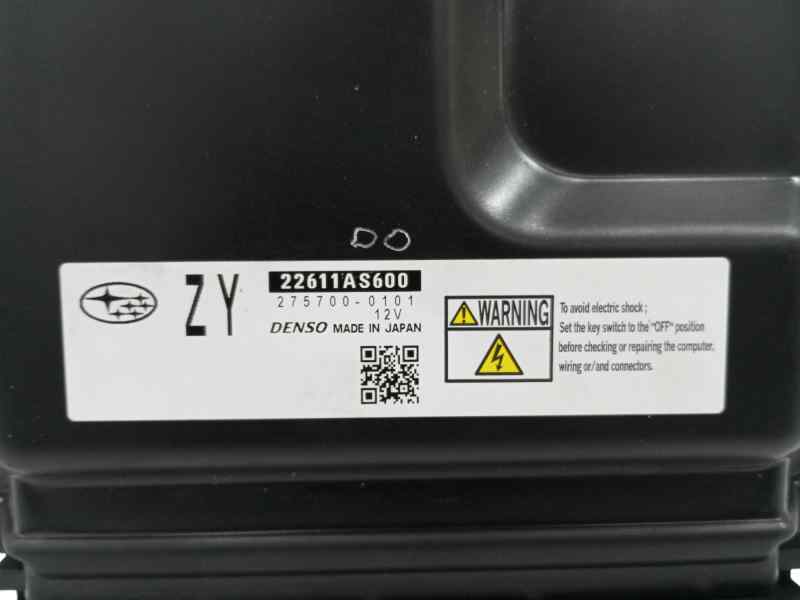 DO
ZY
22611AS600
275700-0101
12V
DENSO MADE IN JAPAN
WARNING
To avoid electric shock ;
Set the key switch to the "OFF" position
before checking or repairing the computer,
wiring or/and connectors.